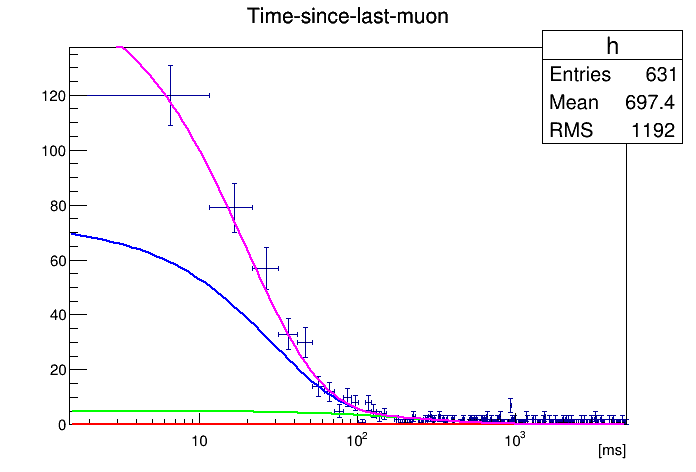 Time-since-last-muon
h
Entries 631
Mean 697.4
RMS 1192
120
100
80
60
40
20
0
10 10² 10³
[ms]